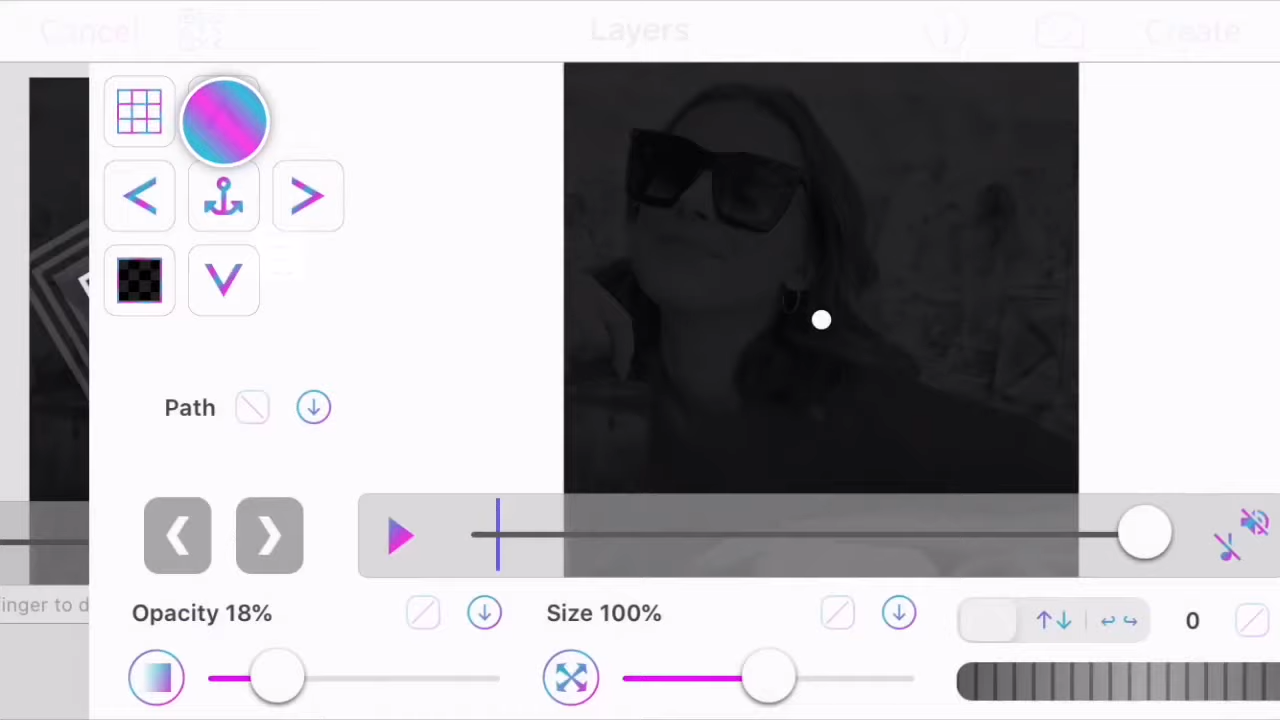 Cancel
Layers
Create
Path
inger to d
Opacity 18%
Size 100%
0